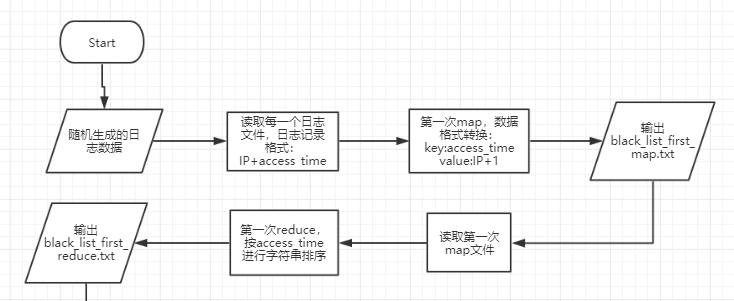 Start
随机生成的日
志数据
读取每一个日志
文件，日志记录
格式：
IP+access_time
第一次map，数据
格式转换：
key:access_time
value:IP+1
输出
black_list_first_
map.txt
读取第一次
map文件
第一次reduce，
按access_time
进行字符串排序
输出
black_list_first_
reduce.txt